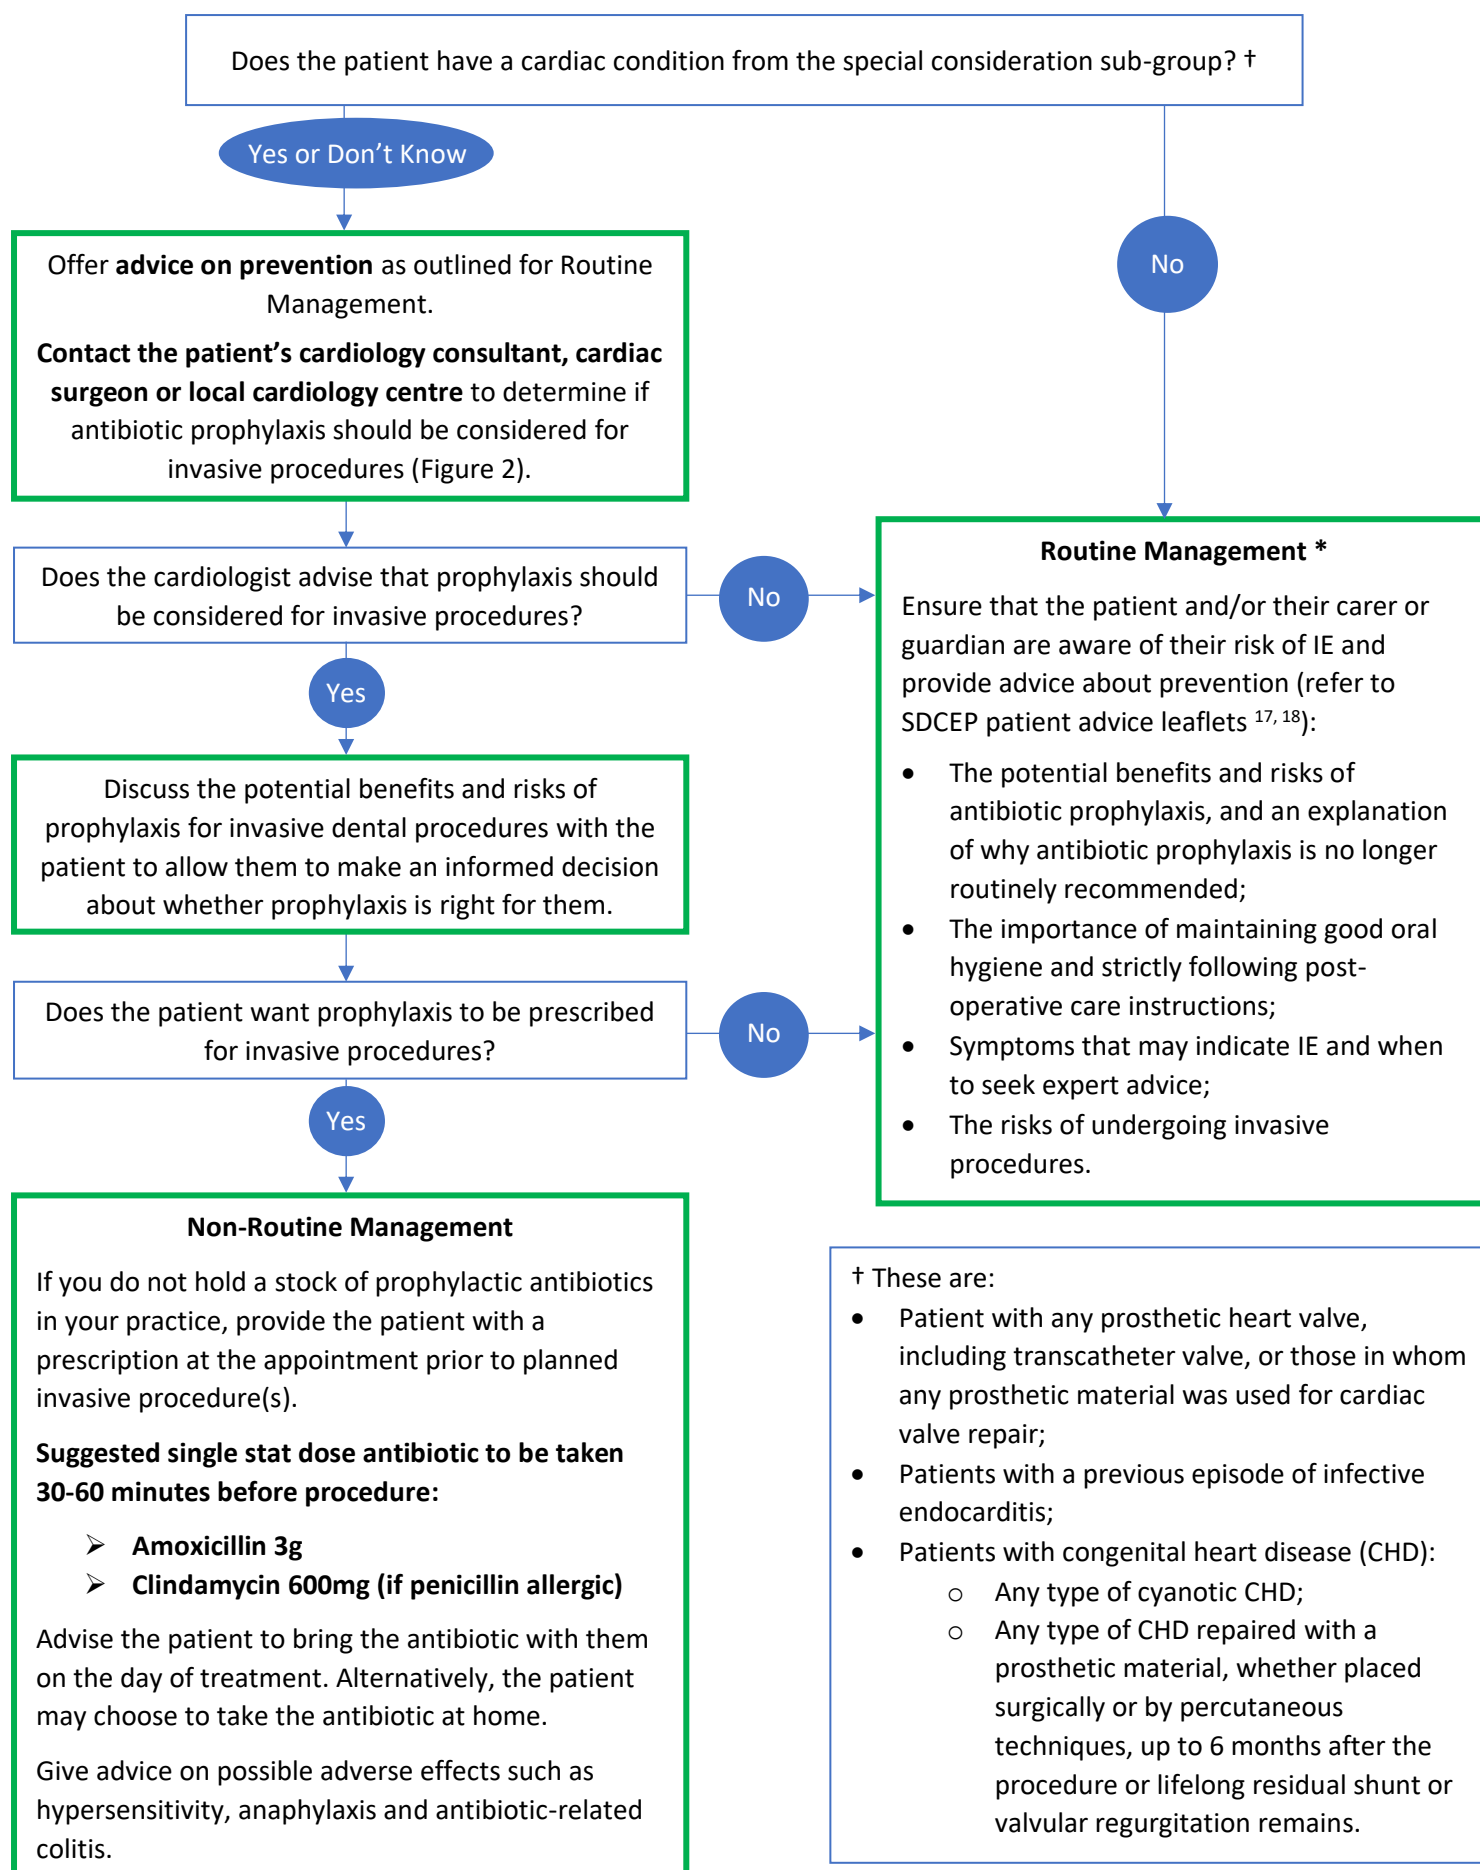 Does the patient have a cardiac condition from the special consideration sub-group? †
Yes or Don’t Know
No
Offer advice on prevention as outlined for Routine
Management.
Contact the patient’s cardiology consultant, cardiac
surgeon or local cardiology centre to determine if
antibiotic prophylaxis should be considered for
invasive procedures (Figure 2).
Does the cardiologist advise that prophylaxis should
be considered for invasive procedures?
No
Yes
Discuss the potential benefits and risks of
prophylaxis for invasive dental procedures with the
patient to allow them to make an informed decision
about whether prophylaxis is right for them.
Does the patient want prophylaxis to be prescribed
for invasive procedures?
No
Yes
Routine Management *
Ensure that the patient and/or their carer or
guardian are aware of their risk of IE and
provide advice about prevention (refer to
SDCEP patient advice leaflets 17, 18):
• The potential benefits and risks of
antibiotic prophylaxis, and an explanation
of why antibiotic prophylaxis is no longer
routinely recommended;
• The importance of maintaining good oral
hygiene and strictly following post-
operative care instructions;
• Symptoms that may indicate IE and when
to seek expert advice;
• The risks of undergoing invasive
procedures.
Non-Routine Management
If you do not hold a stock of prophylactic antibiotics
in your practice, provide the patient with a
prescription at the appointment prior to planned
invasive procedure(s).
Suggested single stat dose antibiotic to be taken
30-60 minutes before procedure:
➢ Amoxicillin 3g
➢ Clindamycin 600mg (if penicillin allergic)
Advise the patient to bring the antibiotic with them
on the day of treatment. Alternatively, the patient
may choose to take the antibiotic at home.
Give advice on possible adverse effects such as
hypersensitivity, anaphylaxis and antibiotic-related
colitis.
† These are:
• Patient with any prosthetic heart valve,
including transcatheter valve, or those in whom
any prosthetic material was used for cardiac
valve repair;
• Patients with a previous episode of infective
endocarditis;
• Patients with congenital heart disease (CHD):
o Any type of cyanotic CHD;
o Any type of CHD repaired with a
prosthetic material, whether placed
surgically or by percutaneous
techniques, up to 6 months after the
procedure or lifelong residual shunt or
valvular regurgitation remains.